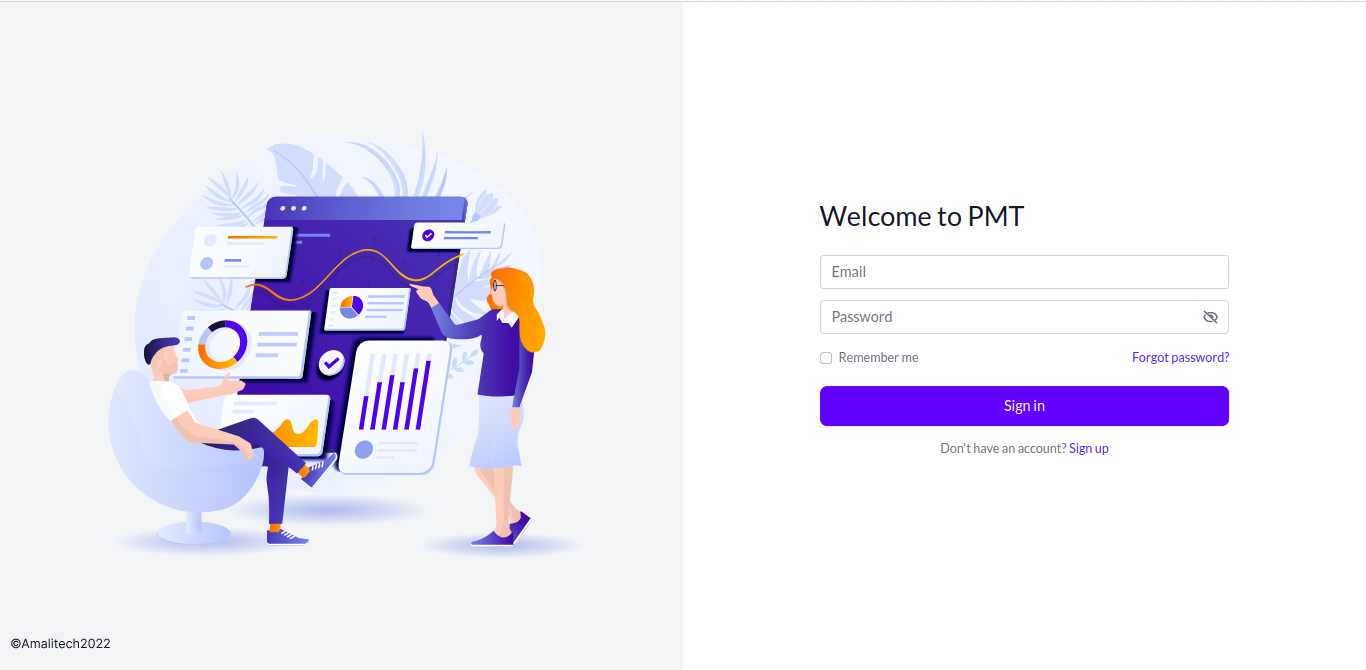 Welcome to PMT
Email
Password
Remember me Forgot password?
Sign in
Don't have an account? Sign up
©Amalitech2022